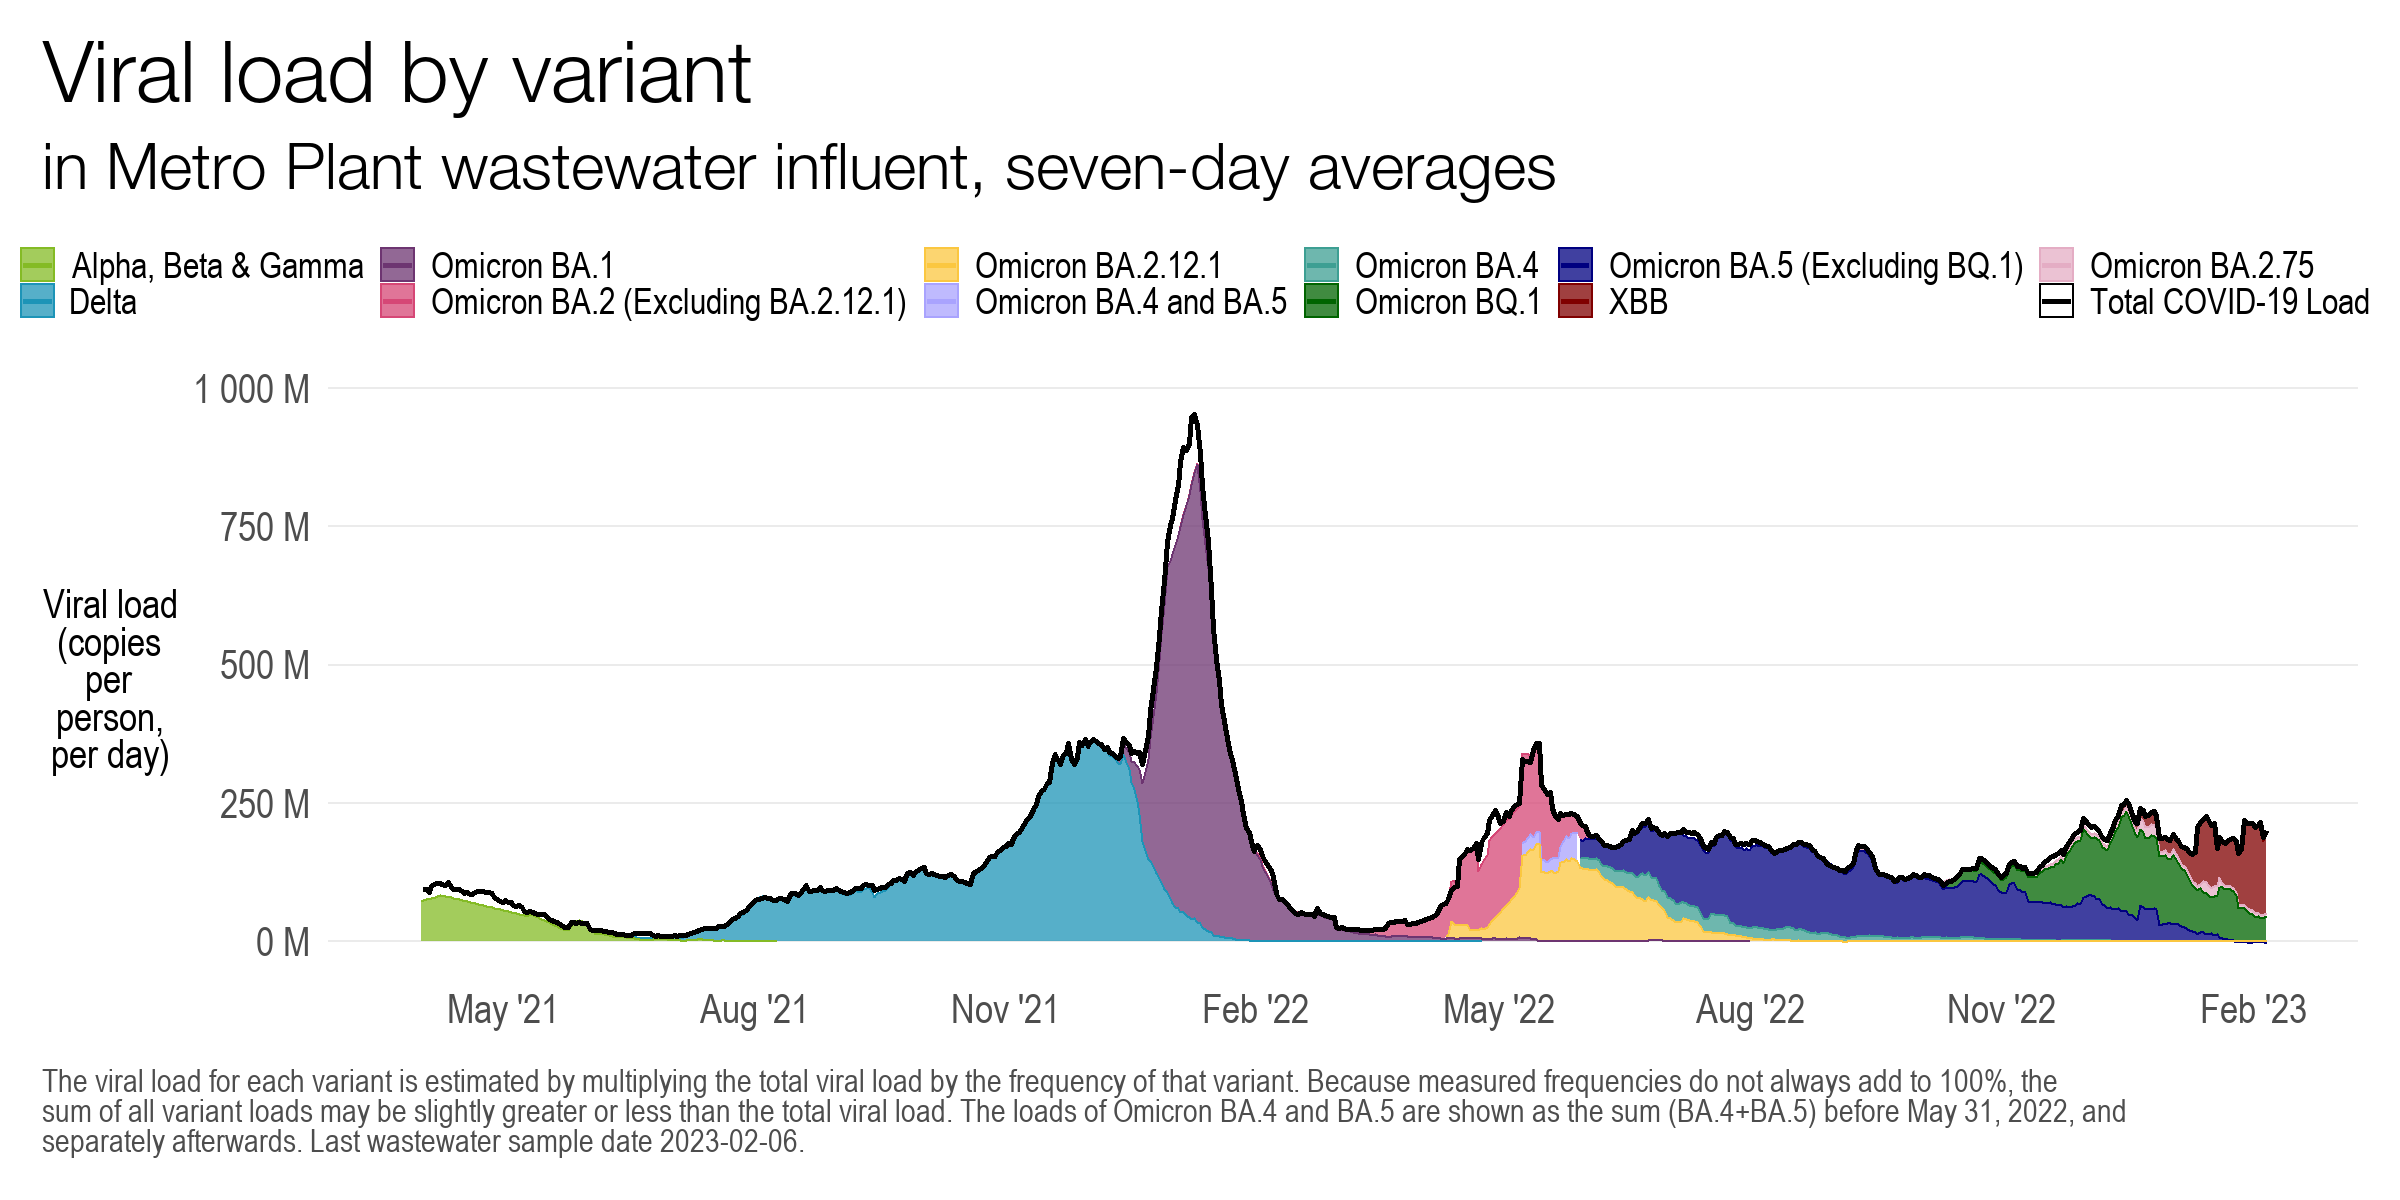 Viral load by variant
in Metro Plant wastewater influent, seven-day averages
Alpha, Beta & Gamma Omicron BA.1 Omicron BA.2.12.1 Omicron BA.4 Omicron BA.5 (Excluding BQ.1) Omicron BA.2.75
Delta Omicron BA.2 (Excluding BA.2.12.1) Omicron BA.4 and BA.5 Omicron BQ.1 XBB Total COVID-19 Load
1 000 M
750 M
500 M
250 M
0 M
Viral load
(copies
per
person,
per day)
May '21 Aug '21 Nov '21 Feb '22 May '22 Aug '22 Nov '22 Feb '23
The viral load for each variant is estimated by multiplying the total viral load by the frequency of that variant. Because measured frequencies do not always add to 100%, the
sum of all variant loads may be slightly greater or less than the total viral load. The loads of Omicron BA.4 and BA.5 are shown as the sum (BA.4+BA.5) before May 31, 2022, and
separately afterwards. Last wastewater sample date 2023-02-06.